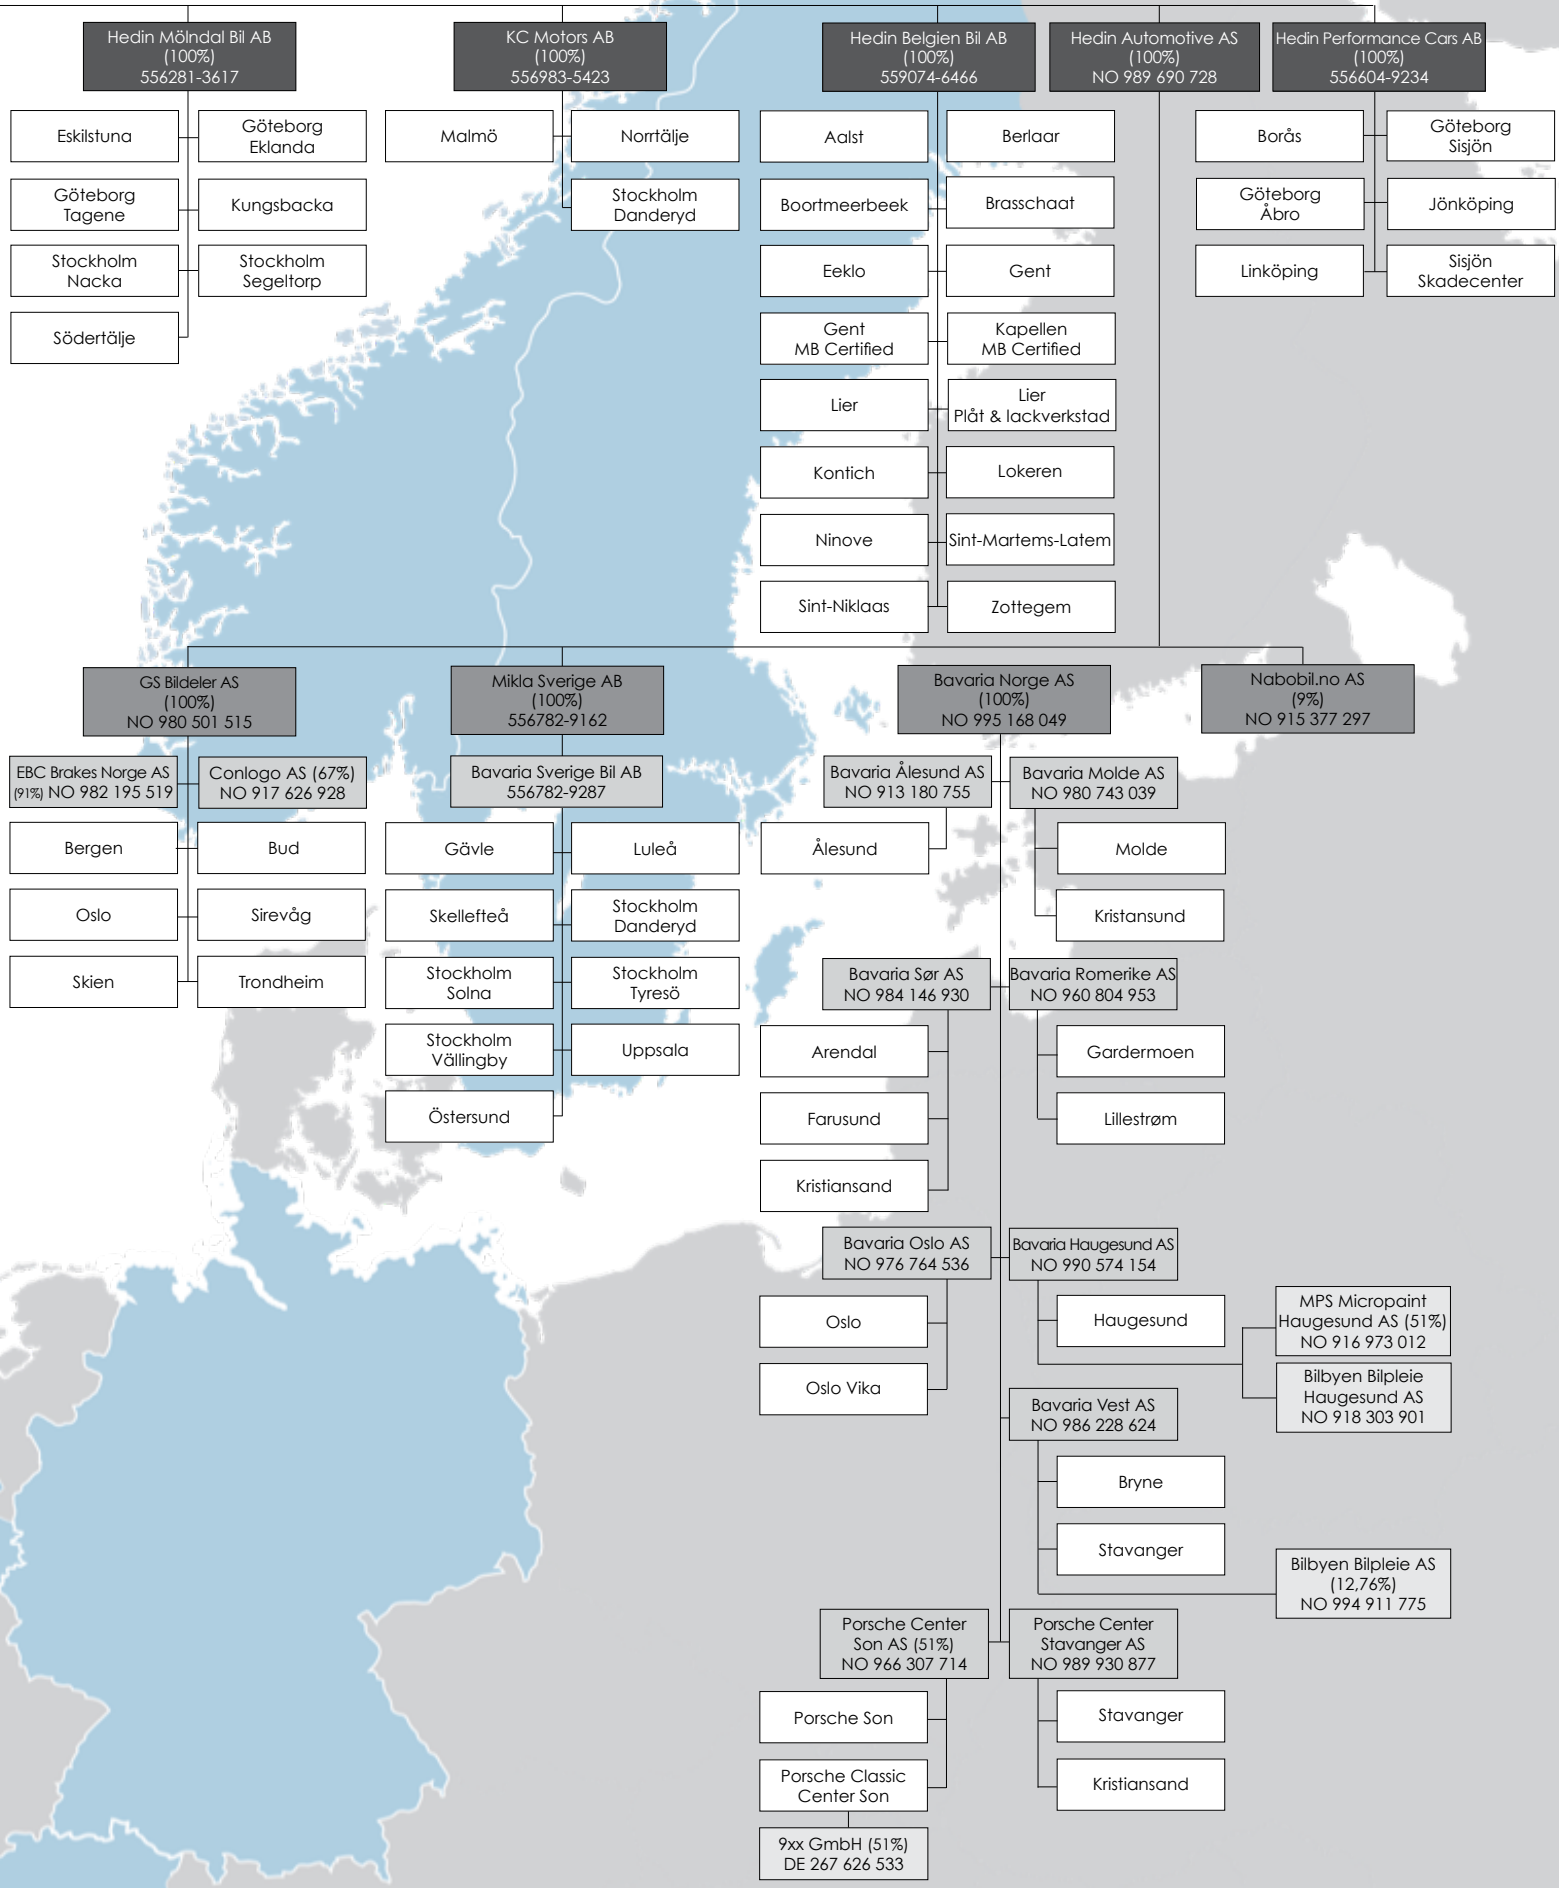 Hedin Mölndal Bil AB
(100%)
556281-3617
Eskilstuna
Göteborg
Eklanda
Göteborg
Tagene
Kungsbacka
Stockholm
Nacka
Stockholm
Segeltorp
Södertälje
KC Motors AB
(100%)
556983-5423
Malmö
Norrtälje
Stockholm
Danderyd
Hedin Belgien Bil AB
(100%)
559074-6466
Aalst
Berlaar
Boortmeerbeek
Brasschaat
Eeklo
Gent
Gent
MB Certified
Kapellen
MB Certified
Lier
Lier
Plåt & lackverkstad
Kontich
Lokeren
Ninove
Sint-Martems-Latem
Sint-Niklaas
Zottegem
Hedin Automotive AS
(100%)
NO 989 690 728
Hedin Performance Cars AB
(100%)
556604-9234
Borås
Göteborg
Sisjön
Göteborg
Åbro
Jönköping
Linköping
Sisjön
Skadecenter
GS Bildeler AS
(100%)
NO 980 501 515
EBC Brakes Norge AS
(91%) NO 982 195 519
Conlogo AS (67%)
NO 917 626 928
Bergen
Bud
Oslo
Sirevåg
Skien
Trondheim
Mikla Sverige AB
(100%)
556782-9162
Bavaria Sverige Bil AB
556782-9287
Gävle
Luleå
Skellefteå
Stockholm
Danderyd
Stockholm
Solna
Stockholm
Tyresö
Stockholm
Vällingby
Uppsala
Östersund
Bavaria Norge AS
(100%)
NO 995 168 049
Bavaria Ålesund AS
NO 913 180 755
Ålesund
Bavaria Molde AS
NO 980 743 039
Molde
Kristansund
Bavaria Sør AS
NO 984 146 930
Arendal
Farusund
Kristiansand
Bavaria Romerike AS
NO 960 804 953
Gardermoen
Lillestrøm
Bavaria Oslo AS
NO 976 764 536
Oslo
Oslo Vika
Bavaria Haugesund AS
NO 990 574 154
Haugesund
MPS Micropaint
Haugesund AS (51%)
NO 916 973 012
Bilbyen Bilpleie
Haugesund AS
NO 918 303 901
Bavaria Vest AS
NO 986 228 624
Bryne
Stavanger
Bilbyen Bilpleie AS
(12,76%)
NO 994 911 775
Porsche Center
Son AS (51%)
NO 966 307 714
Porsche Son
Porsche Classic
Center Son
9xx GmbH (51%)
DE 267 626 533
Porsche Center
Stavanger AS
NO 989 930 877
Stavanger
Kristiansand
Nabobil.no AS
(9%)
NO 915 377 297